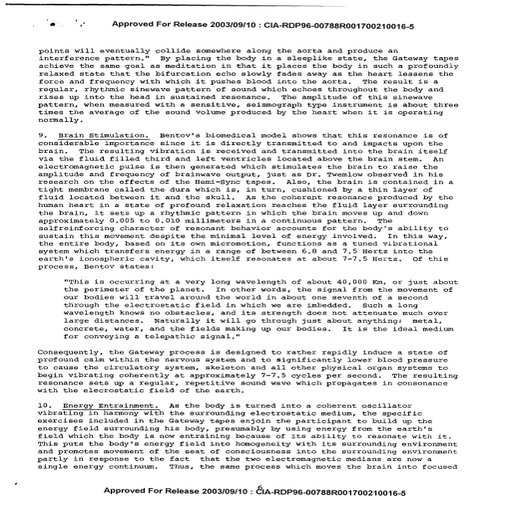 Approved For Release 2003/09/10 : CIA-RDP96-00788R001700210016-5
points will eventually collide somewhere along the aorta and produce an
interference pattern." By placing the body in a sleeplike state, the Gateway tapes
achieve the same goal as meditation in that it places the body in such a profoundly
relaxed state that the bifurcation echo slowly fades away as the heart lessens the
force and frequency with which it pushes blood into the aorta. The result is a
regular, rhythmic sinewave pattern of sound which echoes throughout the body and
rises up into the head in sustained resonance. The amplitude of this sinewave
pattern, when measured with a sensitive, seismograph type instrument is about three
times the average of the sound volume produced by the heart when it is operating
normally.
9. Brain Stimulation. Bentov's biomedical model shows that this resonance is of
considerable importance since it is directly transmitted to and impacts upon the
brain. The resulting vibration is received and transmitted into the brain itself
via the fluid filled third and left ventricles located above the brain stem. An
electromagnetic pulse is then generated which stimulates the brain to raise the
amplitude and frequency of brainwave output, just as Dr. Twemlow observed in his
research on the effects of the Hemi-Sync tapes. Also, the brain is contained in a
tight membrane called the dura which is, in turn, cushioned by a thin layer of
fluid located between it and the skull. As the coherent resonance produced by the
human heart in a state of profound relaxation reaches the fluid layer surrounding
the brain, it sets up a rhythmic pattern in which the brain moves up and down
approximately 0.005 to 0.010 millimeters in a continuous pattern. The
selfreinforcing character of resonant behavior accounts for the body's ability to
sustain this movement despite the minimal level of energy involved. In this way,
the entire body, based on its own micromotion, functions as a tuned vibrational
system which transfers energy in a range of between 6.8 and 7.5 Hertz into the
earth's ionospheric cavity, which itself resonates at about 7-7.5 Hertz. Of this
process, Bentov states:
"This is occurring at a very long wavelength of about 40,000 Km, or just about
the perimeter of the planet. In other words, the signal from the movement of
our bodies will travel around the world in about one seventh of a second
through the electrostatic field in which we are imbedded. Such a long
wavelength knows no obstacles, and its strength does not attenuate much over
large distances. Naturally it will go through just about anything: metal,
concrete, water, and the fields making up our bodies. It is the ideal medium
for conveying a telepathic signal."
Consequently, the Gateway process is designed to rather rapidly induce a state of
profound calm within the nervous system and to significantly lower blood pressure
to cause the circulatory system, skeleton and all other physical organ systems to
begin vibrating coherently at approximately 7-7.5 cycles per second. The resulting
resonance sets up a regular, repetitive sound wave which propagates in consonance
with the elecrostatic field of the earth.
10. Energy Entrainment. As the body is turned into a coherent oscillator
vibrating in harmony with the surrounding electrostatic medium, the specific
exercises included in the Gateway tapes enjoin the participant to build up the
energy field surrounding his body, presumably by using energy from the earth's
field which the body is now entraining because of its ability to resonate with it.
This puts the body's energy field into homogeneity with its surrounding environment
and promotes movement of the seat of consciousness into the surrounding environment
partly in response to the fact that the two electromagnetic medians are now a
single energy continuum. Thus, the same process which moves the brain into focused
6
Approved For Release 2003/09/10 : CIA-RDP96-00788R001700210016-5